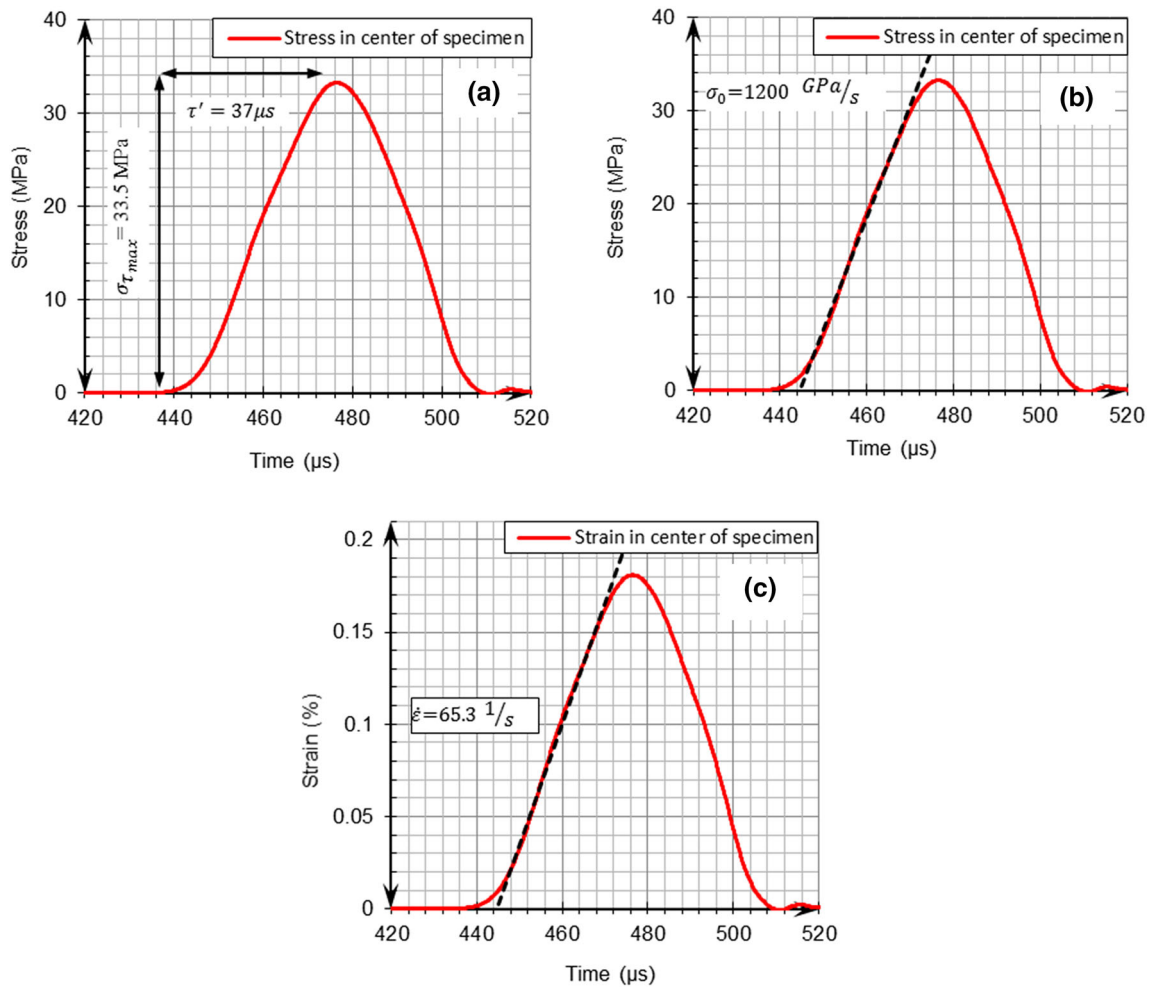 Stress in center of specimen
(a)
τ′ = 37μs
σ_τmax = 33.5 MPa
Stress (MPa)
40
30
20
10
0
420 440 460 480 500 520
Time (μs)
Stress in center of specimen
(b)
σ₀=1200 GPa/s
Stress (MPa)
40
30
20
10
0
420 440 460 480 500 520
Time (μs)
Strain in center of specimen
(c)
ε̇=65.3 1/s
Strain (%)
0.2
0.15
0.1
0.05
0
420 440 460 480 500 520
Time (μs)